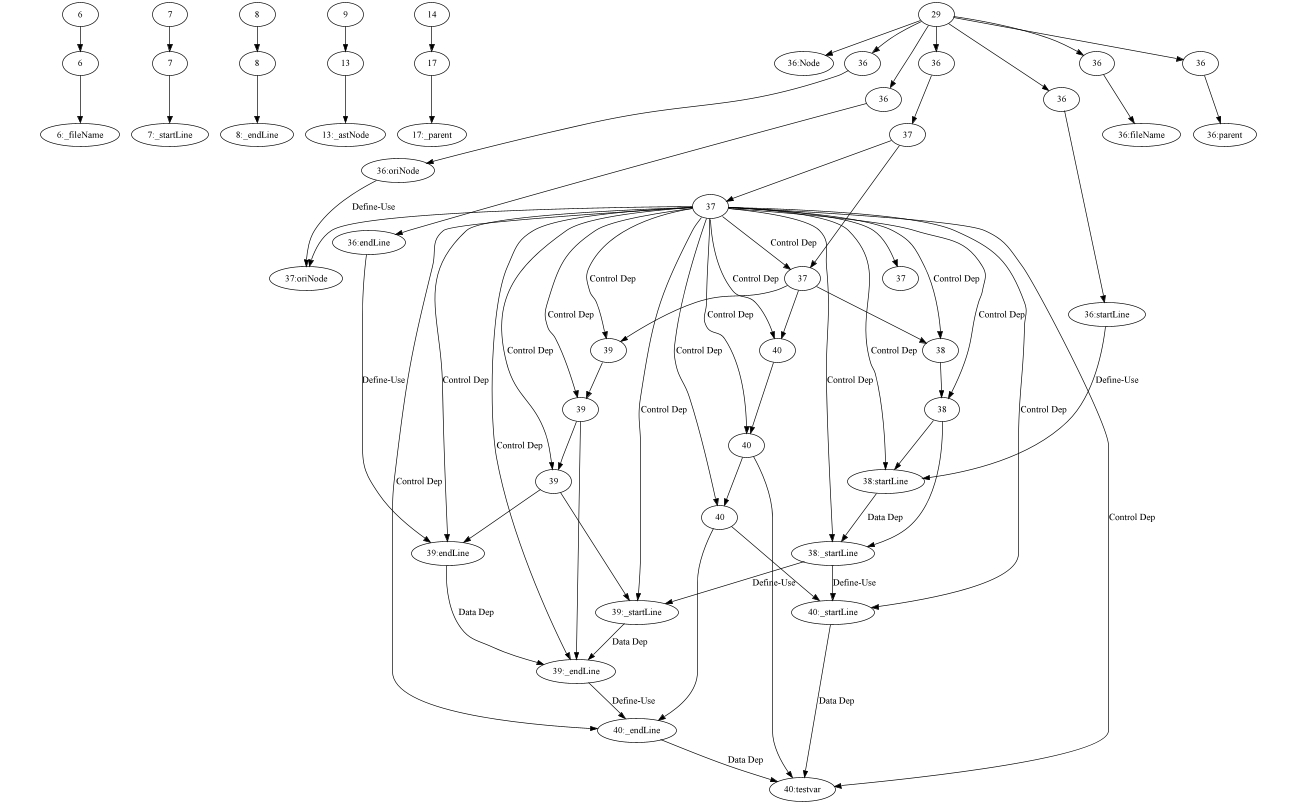 6
7
8
9
14
29
6
7
8
13
17
36:Node
36
36
36
36
36
36
6:_fileName
7:_startLine
8:_endLine
13:_astNode
17:_parent
37
36:fileName
36:parent
36:oriNode
Define-Use
37
36:endLine
Control Dep
37:oriNode
Control Dep
Control Dep
37
37
Control Dep
Control Dep
Control Dep
Control Dep
36:startLine
Control Dep
39
Control Dep
40
Control Dep
38
Define-Use
Control Dep
Control Dep
Define-Use
39
Control Dep
38
Control Dep
Control Dep
40
Control Dep
39
38:startLine
40
Data Dep
Control Dep
39:endLine
38:_startLine
Define-Use
Define-Use
Data Dep
39:_startLine
40:_startLine
Data Dep
39:_endLine
Define-Use
Data Dep
40:_endLine
Data Dep
40:testvar